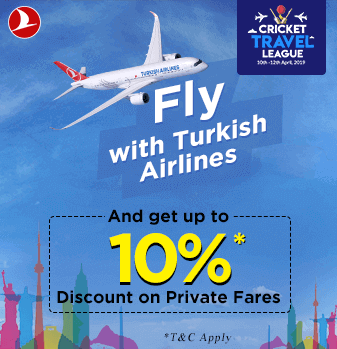 CRICKET
TRAVEL
LEAGUE
10th -12th April, 2019
TURKISH AIRLINES
Fly
with Turkish
Airlines
And get up to
10%*
Discount on Private Fares
*T&C Apply